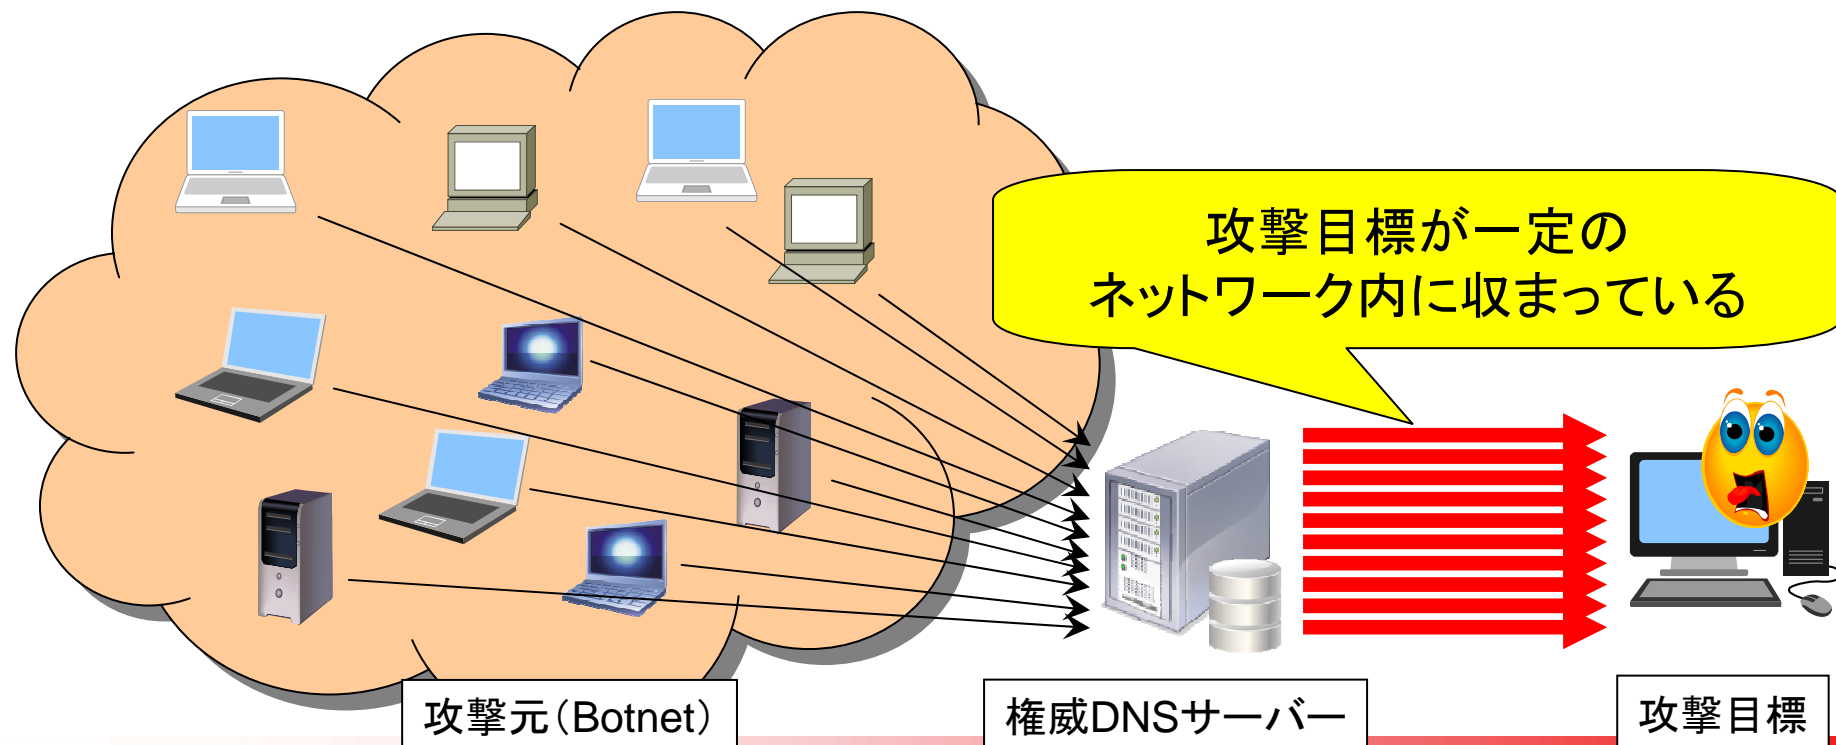 攻撃目標が一定の
ネットワーク内に収まっている
攻撃元（Botnet）
権威DNSサーバー
攻撃目標